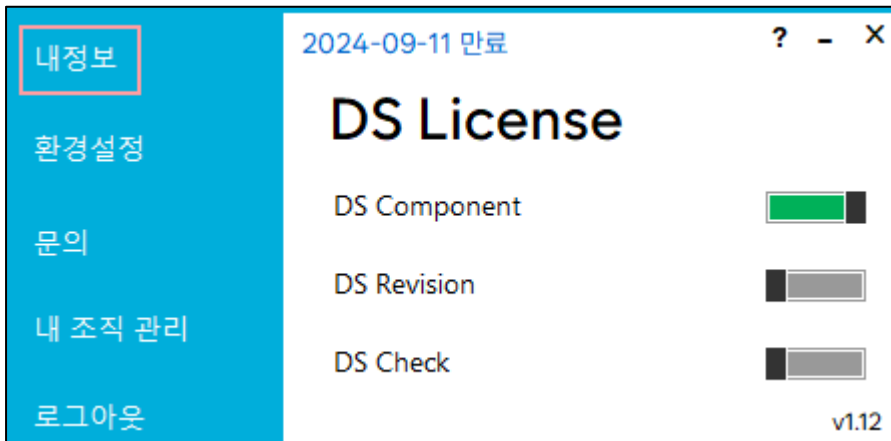 내정보
환경설정
문의
내 조직 관리
로그아웃
2024-09-11 만료
? - ×
DS License
DS Component
DS Revision
DS Check
v1.12